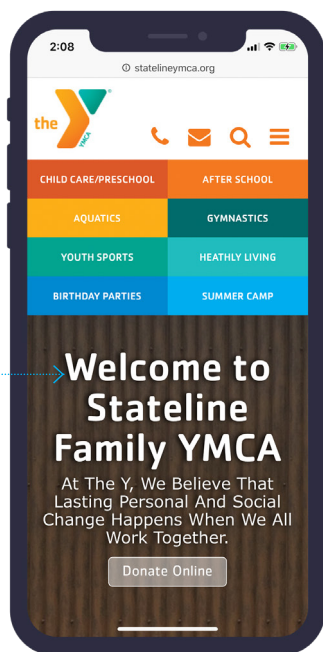 2:08
statelineymca.org
the
YMCA
CHILD CARE/PRESCHOOL
AFTER SCHOOL
AQUATICS
GYMNASTICS
YOUTH SPORTS
HEATHLY LIVING
BIRTHDAY PARTIES
SUMMER CAMP
Welcome to
Stateline
Family YMCA
At The Y, We Believe That
Lasting Personal And Social
Change Happens When We All
Work Together.
Donate Online